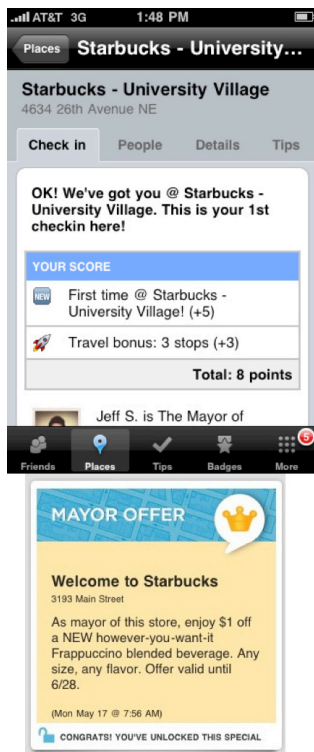 AT&T 3G 1:48 PM
Places Starbucks - University...
Starbucks - University Village
4634 26th Avenue NE
Check in People Details Tips
OK! We've got you @ Starbucks -
University Village. This is your 1st
checkin here!
YOUR SCORE
NEW First time @ Starbucks -
University Village! (+5)
Travel bonus: 3 stops (+3)
Total: 8 points
Jeff S. is The Mayor of
5
Friends Places Tips Badges More
MAYOR OFFER
Welcome to Starbucks
3193 Main Street
As mayor of this store, enjoy $1 off
a NEW however-you-want-it
Frappuccino blended beverage. Any
size, any flavor. Offer valid until
6/28.
(Mon May 17 @ 7:56 AM)
CONGRATS! YOU'VE UNLOCKED THIS SPECIAL